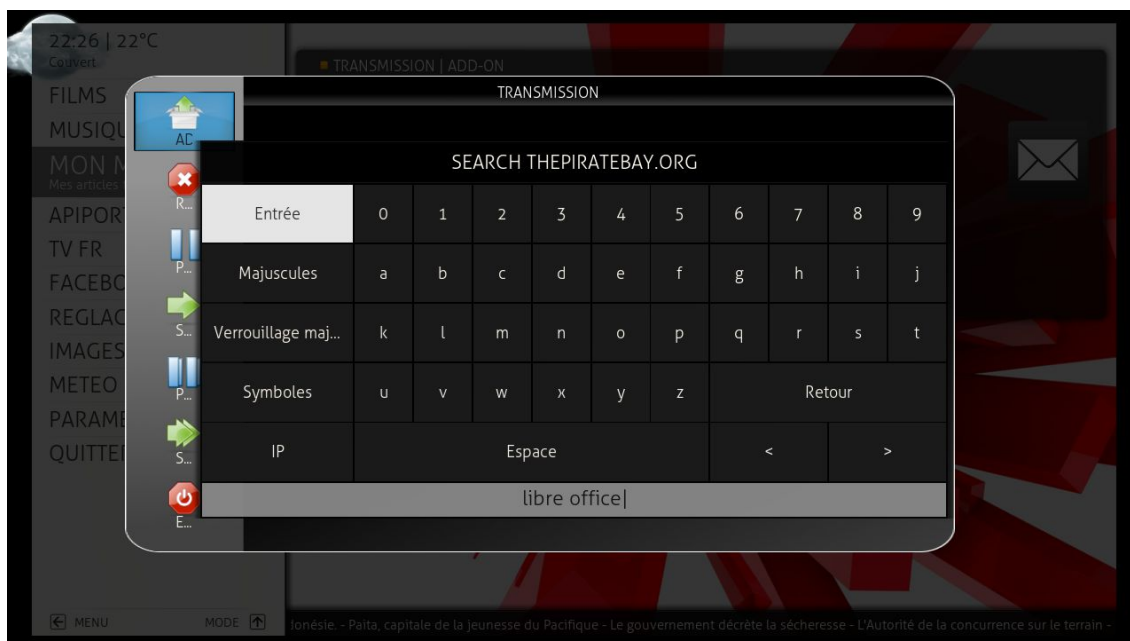 22:26 | 22°C
Couvert
TRANSMISSION | ADD-ON
FILMS
MUSIQU
MON M
Mes articles
APIPOR
TV FR
FACEBO
REGLAG
IMAGES
METEO
PARAME
QUITTE
TRANSMISSION
AD
R...
P...
S...
P...
S...
E...
SEARCH THEPIRATEBAY.ORG
Entrée 0 1 2 3 4 5 6 7 8 9
Majuscules a b c d e f g h i j
Verrouillage maj... k l m n o p q r s t
Symboles u v w x y z Retour
IP Espace < >
libre office|
MENU MODE
donésie. - Païta, capitale de la jeunesse du Pacifique - Le gouvernement décrète la sécheresse - L'Autorité de la concurrence sur le terrain -